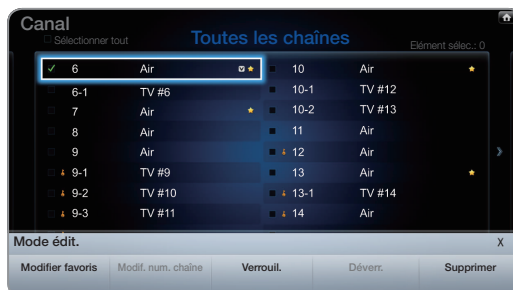 Canal
Sélectionner tout
Toutes les chaînes
Elément sélec.: 0
6 Air
6-1 TV #6
7 Air
8 Air
9 Air
9-1 TV #9
9-2 TV #10
9-3 TV #11
10 Air
10-1 TV #12
10-2 TV #13
11 Air
12 Air
13 Air
13-1 TV #14
14 Air
Mode édit. X
Modifier favoris Modif. num. chaîne Verrouil. Déverr. Supprimer